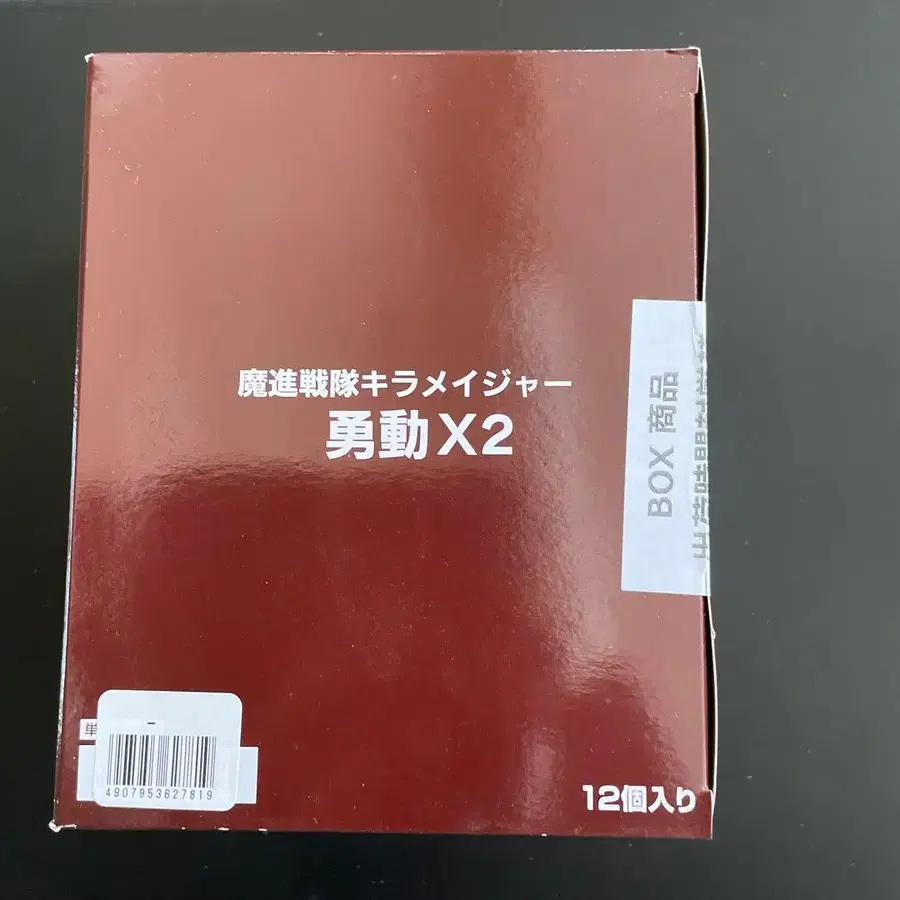 魔進戦隊キラメイジャー
勇動X2
BOX 商品
4907953627819
12個入り